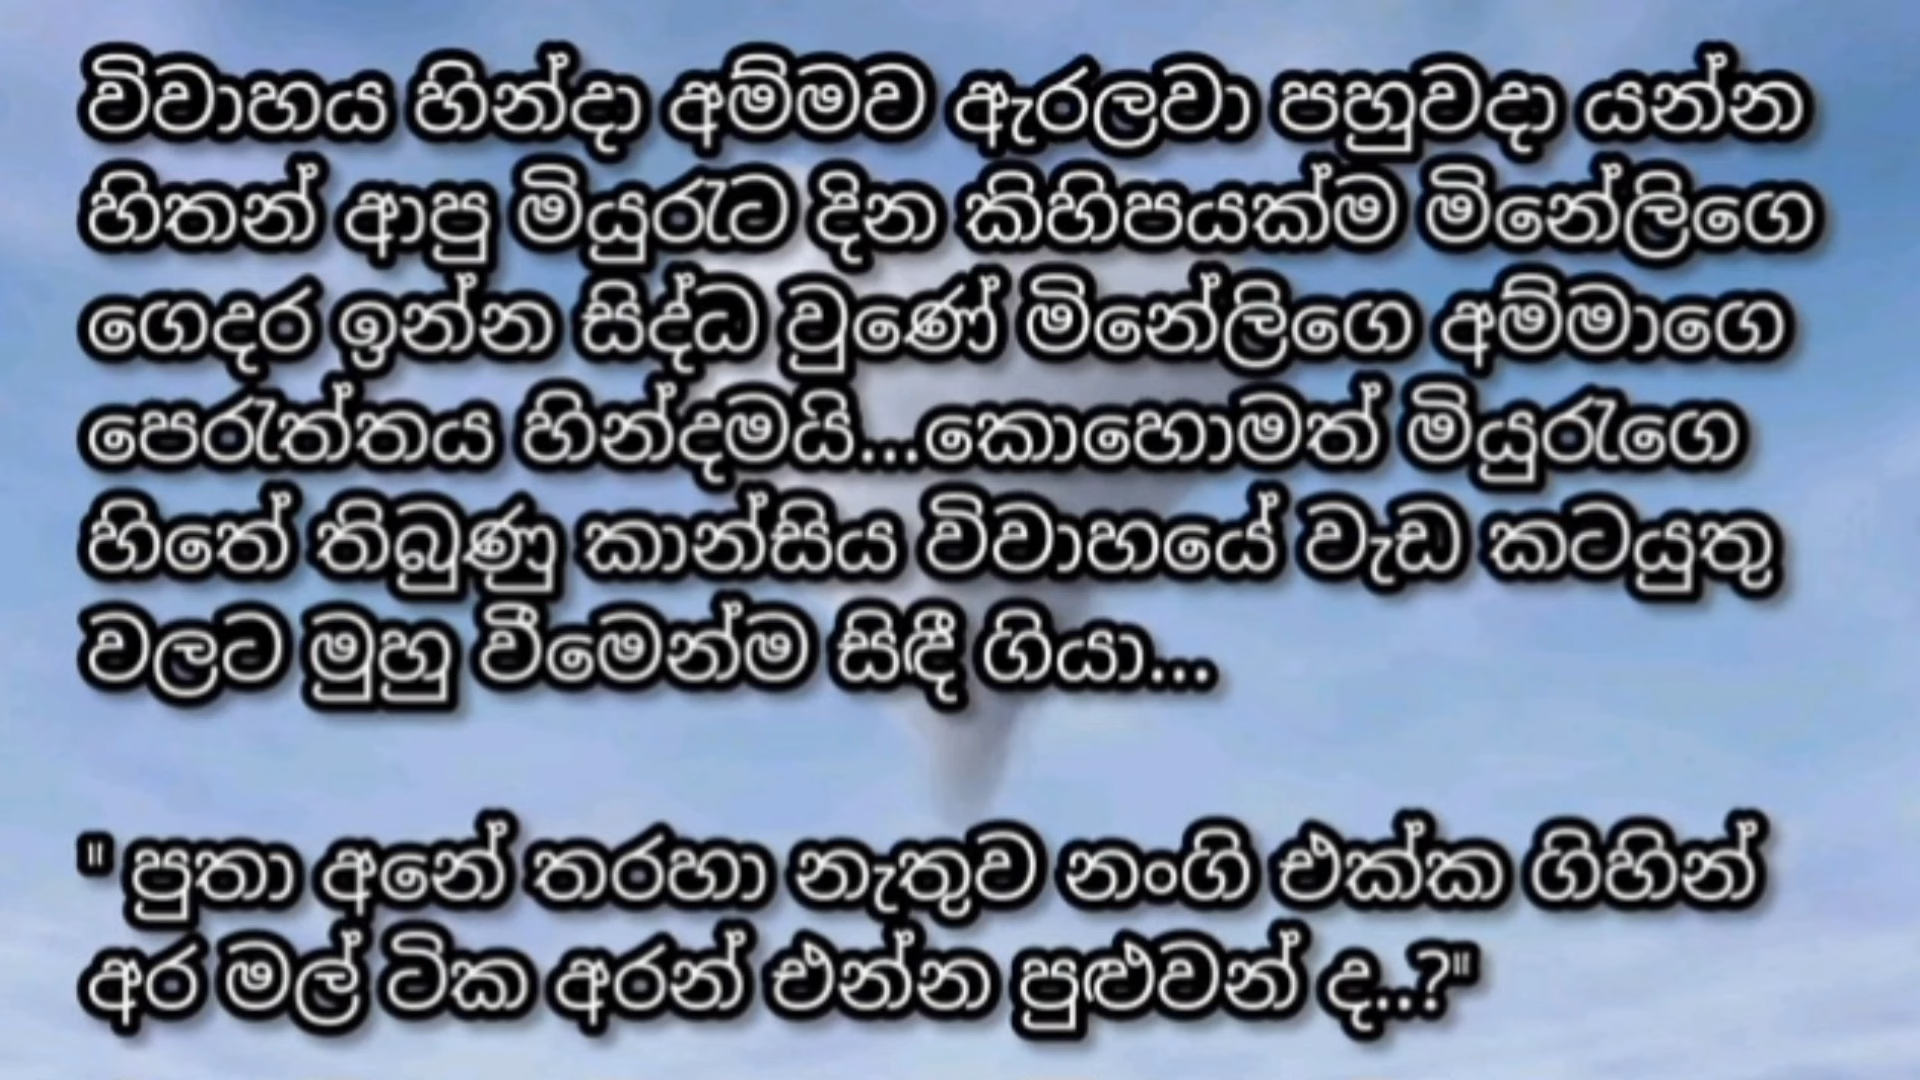 විවාහය හින්දා අම්මව ඇරලවා පහුවදා යන්න
හිතන් ආපු මියුරැට දින කිහිපයක්ම මිනේලිගෙ
ගෙදර ඉන්න සිද්ධ වුණේ මිනේලිගෙ අම්මාගෙ
පෙරැත්තය හින්දමයි...කොහොමත් මියුරැගෙ
හිතේ තිබුණු කාන්සිය විවාහයේ වැඩ කටයුතු
වලට මුහු වීමෙන්ම සිඳී ගියා...
" පුතා අනේ තරහා නැතුව නංගි එක්ක ගිහින්
අර මල් ටික අරන් එන්න පුළුවන් ද..?"